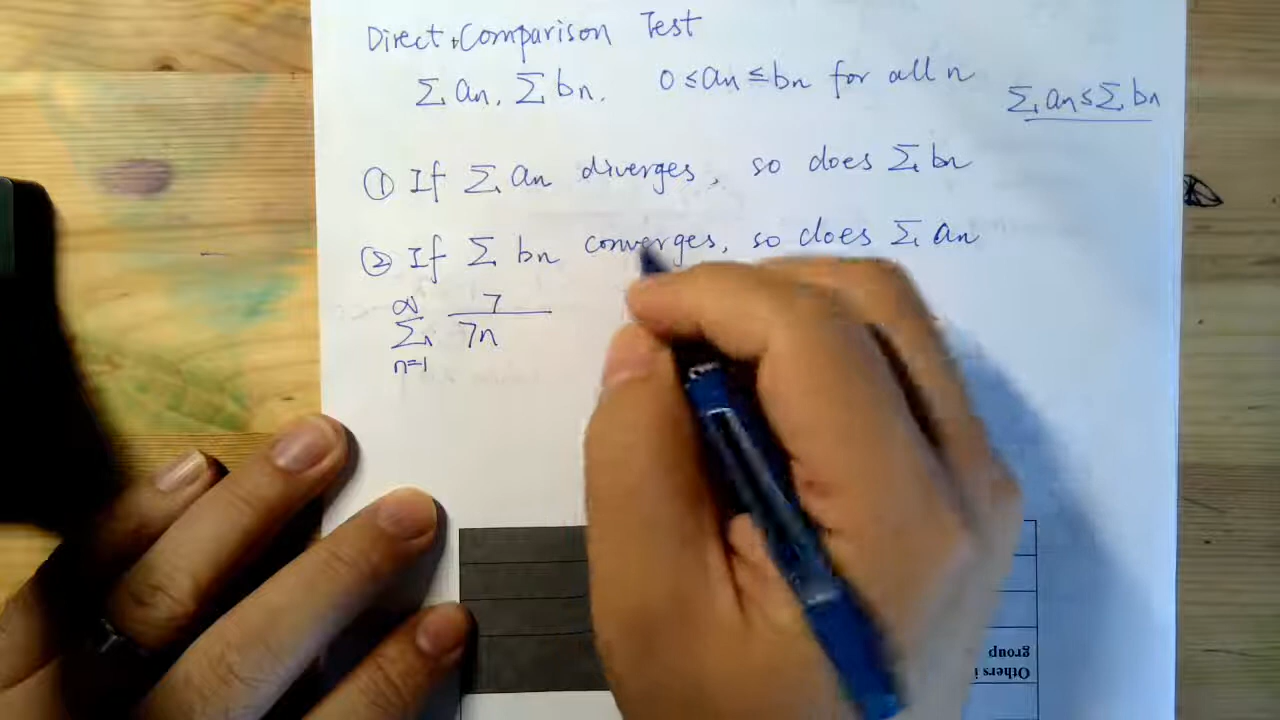 Direct Comparison Test
Σ an, Σ bn. 0 ≤ an ≤ bn for all n
Σ an ≤ Σ bn
① If Σ an diverges, so does Σ bn
② If Σ bn converges, so does Σ an
∞
Σ 7/7n
n=1
group
Others i